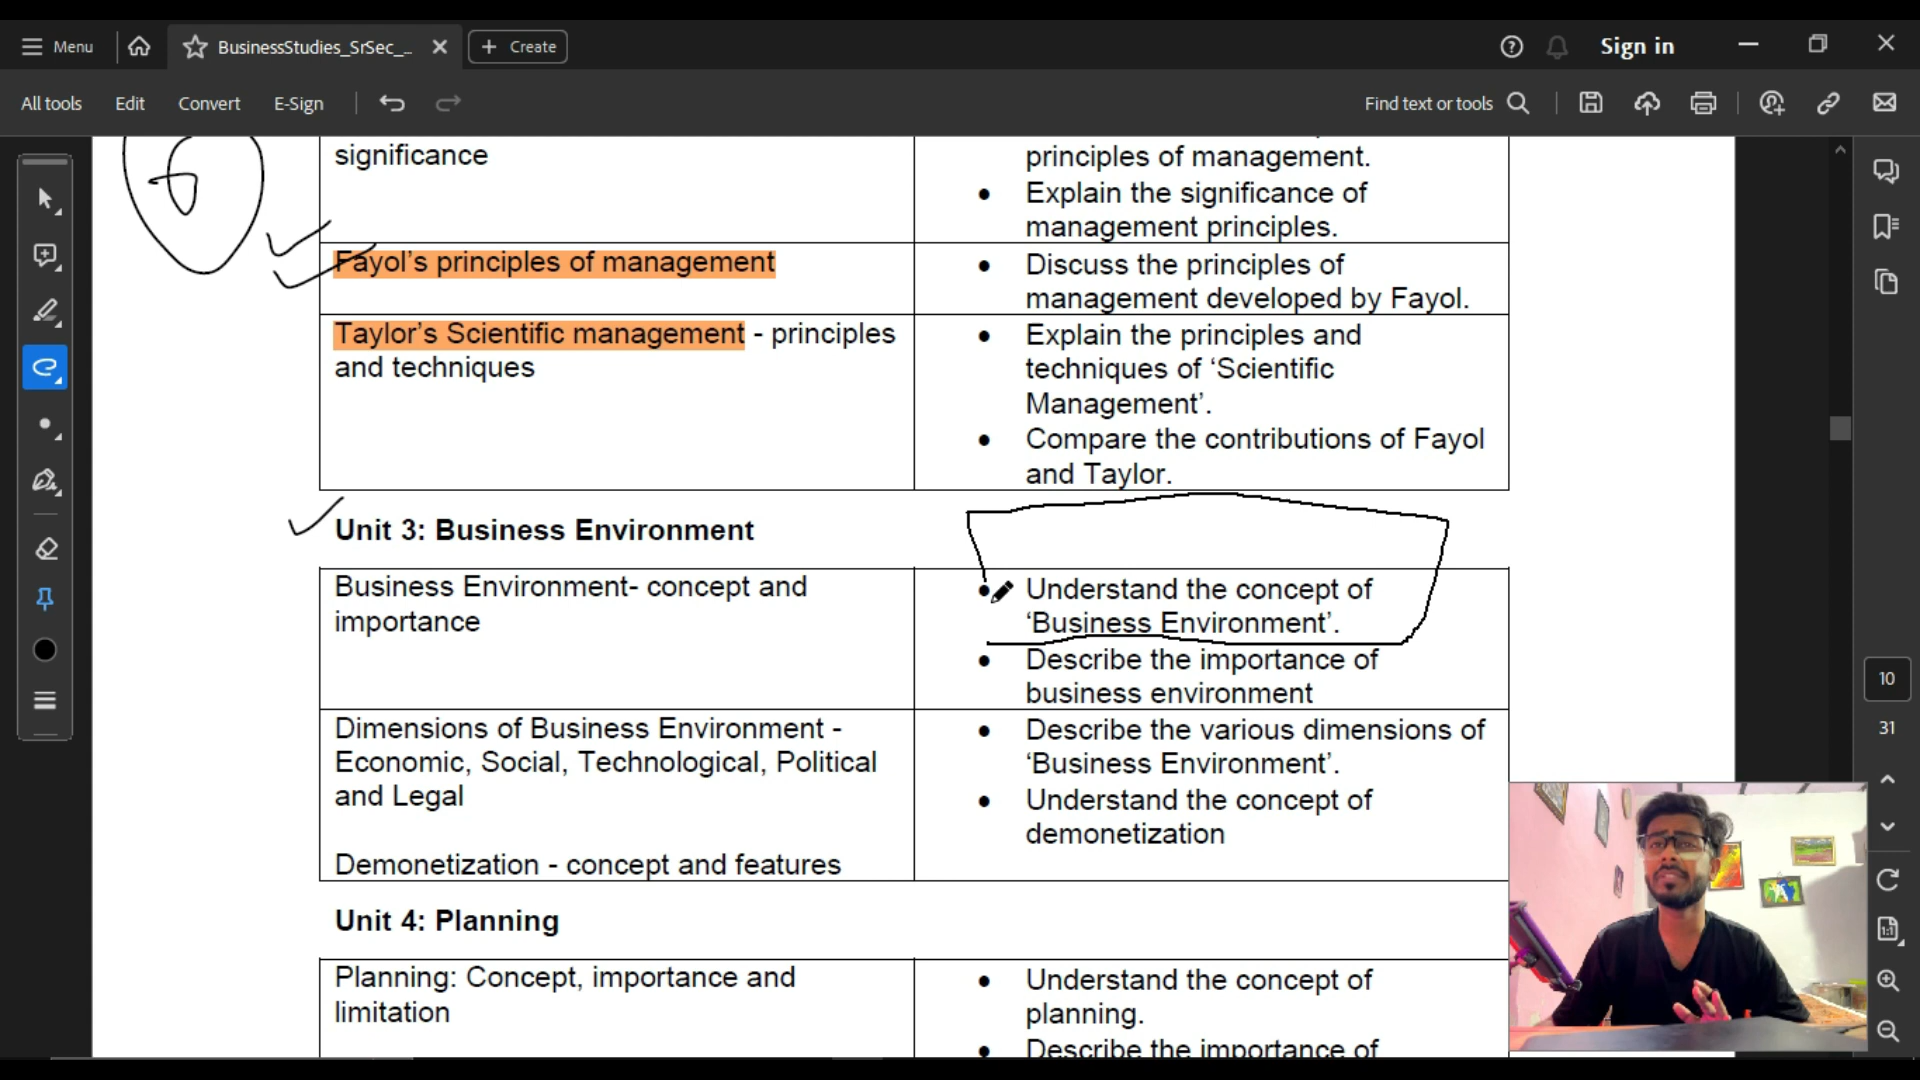 Menu
BusinessStudies_SrSec_...
Create
Sign in
All tools
Edit
Convert
E-Sign
Find text or tools
significance
principles of management.
• Explain the significance of
management principles.
Fayol's principles of management
• Discuss the principles of
management developed by Fayol.
Taylor's Scientific management - principles
and techniques
• Explain the principles and
techniques of ‘Scientific
Management’.
• Compare the contributions of Fayol
and Taylor.
Unit 3: Business Environment
Business Environment- concept and
importance
• Understand the concept of
‘Business Environment’.
• Describe the importance of
business environment
Dimensions of Business Environment -
Economic, Social, Technological, Political
and Legal
Demonetization - concept and features
• Describe the various dimensions of
‘Business Environment’.
• Understand the concept of
demonetization
Unit 4: Planning
Planning: Concept, importance and
limitation
• Understand the concept of
planning.
• Describe the importance of
10
31
1:1